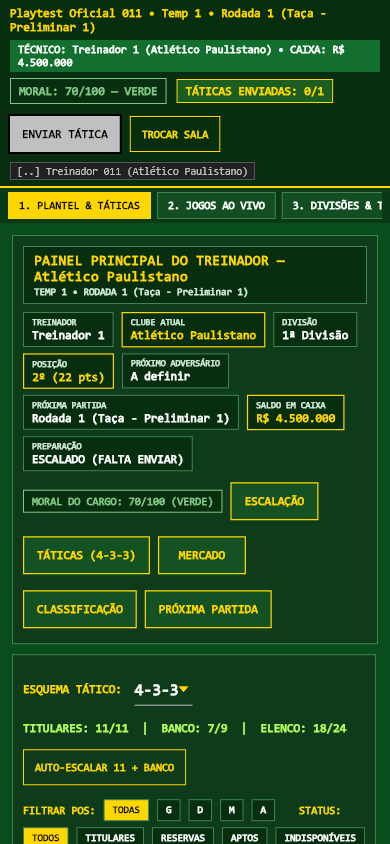 Playtest Oficial 011 • Temp 1 • Rodada 1 (Taça –
Preliminar 1)
TÉCNICO: Treinador 1 (Atlético Paulistano) • CAIXA: R$
4.500.000
MORAL: 70/100 — VERDE
TÁTICAS ENVIADAS: 0/1
ENVIAR TÁTICA
TROCAR SALA
[..] Treinador 011 (Atlético Paulistano)
1. PLANTEL & TÁTICAS
2. JOGOS AO VIVO
3. DIVISÕES & T
PAINEL PRINCIPAL DO TREINADOR —
Atlético Paulistano
TEMP 1 • RODADA 1 (Taça - Preliminar 1)
TREINADOR
Treinador 1
CLUBE ATUAL
Atlético Paulistano
DIVISÃO
1ª Divisão
POSIÇÃO
2ª (22 pts)
PRÓXIMO ADVERSÁRIO
A definir
PRÓXIMA PARTIDA
Rodada 1 (Taça - Preliminar 1)
SALDO EM CAIXA
R$ 4.500.000
PREPARAÇÃO
ESCALADO (FALTA ENVIAR)
MORAL DO CARGO: 70/100 (VERDE)
ESCALAÇÃO
TÁTICAS (4-3-3)
MERCADO
CLASSIFICAÇÃO
PRÓXIMA PARTIDA
ESQUEMA TÁTICO: 4-3-3
TITULARES: 11/11 | BANCO: 7/9 | ELENCO: 18/24
AUTO-ESCALAR 11 + BANCO
FILTRAR POS: TODAS G D M A STATUS:
TODOS TITULARES RESERVAS APTOS INDISPONÍVEIS